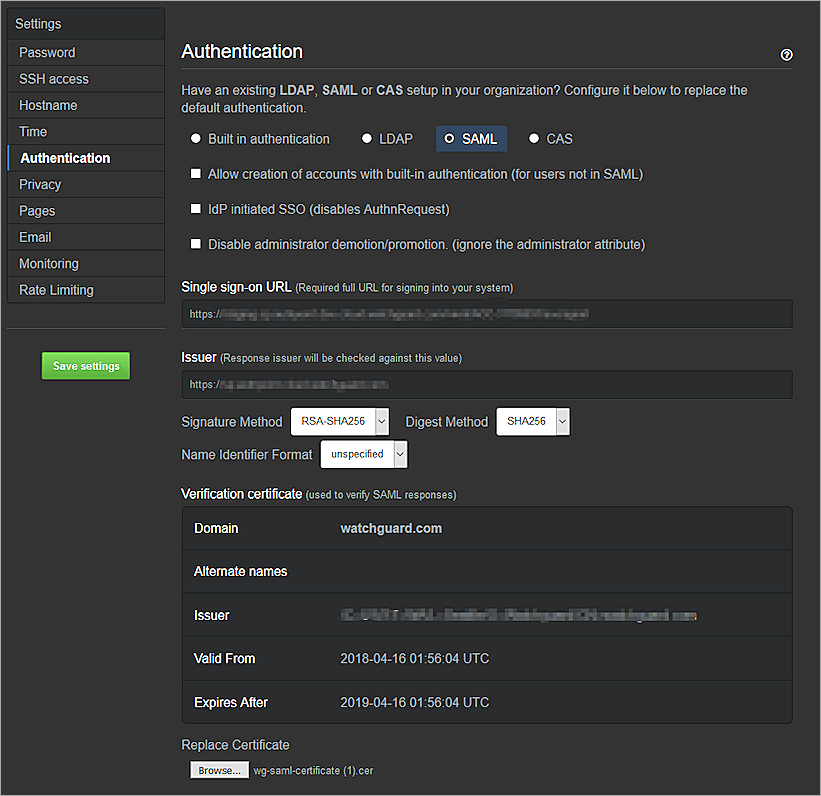 Settings
Password
SSH access
Hostname
Time
Authentication
Privacy
Pages
Email
Monitoring
Rate Limiting
Save settings
Authentication
Have an existing LDAP, SAML or CAS setup in your organization? Configure it below to replace the
default authentication.
Built in authentication LDAP SAML CAS
Allow creation of accounts with built-in authentication (for users not in SAML)
IdP initiated SSO (disables AuthnRequest)
Disable administrator demotion/promotion. (ignore the administrator attribute)
Single sign-on URL (Required full URL for signing into your system)
https://
Issuer (Response issuer will be checked against this value)
https://
Signature Method RSA-SHA256 Digest Method SHA256
Name Identifier Format unspecified
Verification certificate (used to verify SAML responses)
Domain watchguard.com
Alternate names
Issuer
Valid From 2018-04-16 01:56:04 UTC
Expires After 2019-04-16 01:56:04 UTC
Replace Certificate
Browse... wg-saml-certificate (1).cer